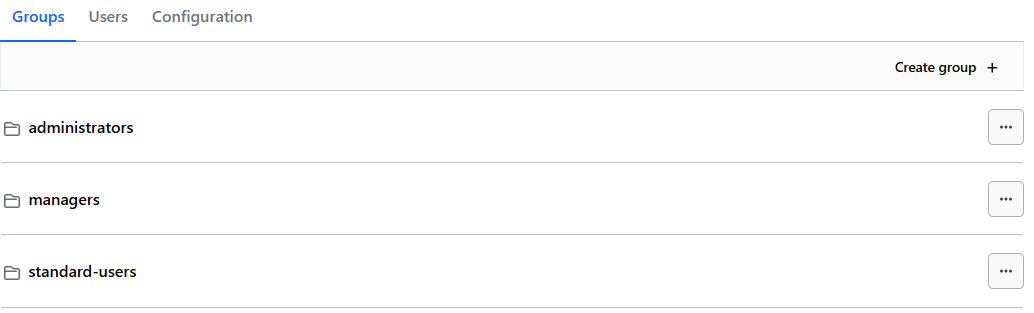 Groups Users Configuration
Create group +
administrators
managers
standard-users